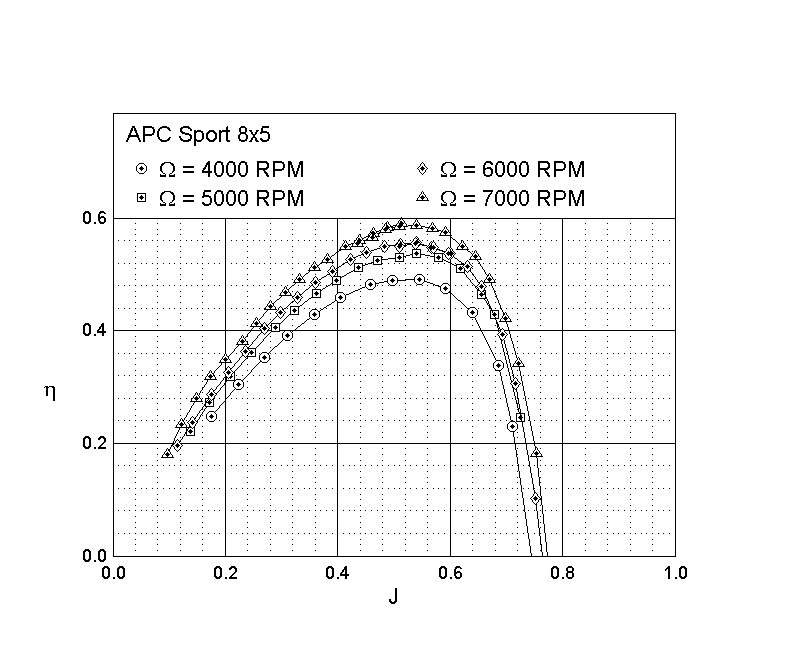 APC Sport 8x5
Ω = 4000 RPM
Ω = 6000 RPM
Ω = 5000 RPM
Ω = 7000 RPM
0.6
0.4
η
0.2
0.0
0.0 0.2 0.4 0.6 0.8 1.0
J